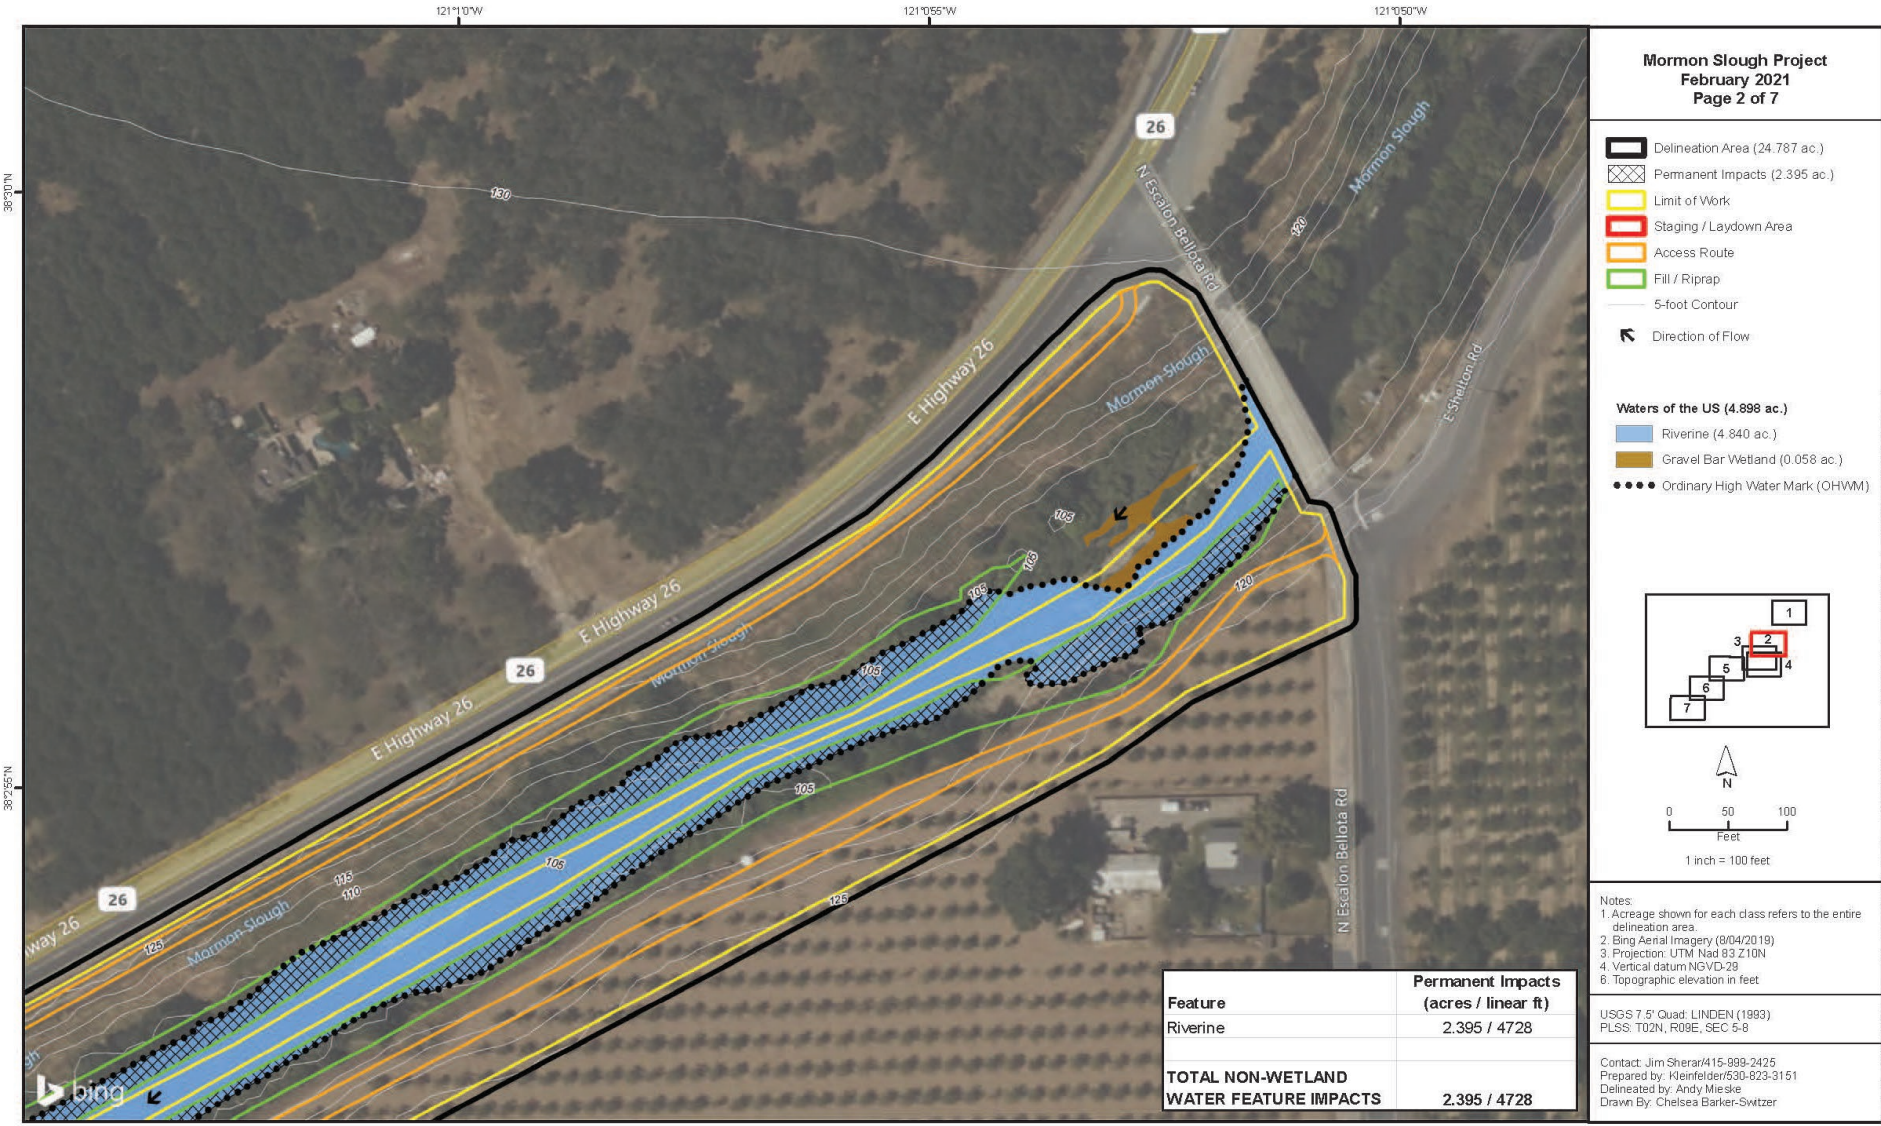 121°1'0"W
121°0'55"W
121°0'50"W
38°3'0"N
38°2'55"N
130
26
N Escalon Bellota Rd
Mormon Slough
120
E Shelton Rd
E Highway 26
Mormon Slough
105
105
105
120
E Highway 26
26
Mormon Slough
105
E Highway 26
105
105
115
110
125
N Escalon Bellota Rd
26
way 26
125
Mormon Slough
bing
Feature
Permanent Impacts
(acres / linear ft)
Riverine
2.395 / 4728
TOTAL NON-WETLAND
WATER FEATURE IMPACTS
2.395 / 4728
Mormon Slough Project
February 2021
Page 2 of 7
Delineation Area (24.787 ac.)
Permanent Impacts (2.395 ac.)
Limit of Work
Staging / Laydown Area
Access Route
Fill / Riprap
5-foot Contour
Direction of Flow
Waters of the US (4.898 ac.)
Riverine (4.840 ac.)
Gravel Bar Wetland (0.058 ac.)
Ordinary High Water Mark (OHWM)
1
2
3
4
5
6
7
N
0 50 100
Feet
1 inch = 100 feet
Notes:
1. Acreage shown for each class refers to the entire
delineation area.
2. Bing Aerial Imagery (8/04/2019)
3. Projection: UTM Nad 83 Z10N
4. Vertical datum NGVD-29
6. Topographic elevation in feet
USGS 7.5' Quad: LINDEN (1993)
PLSS: T02N, R09E, SEC 5-8
Contact: Jim Sherar/415-999-2425
Prepared by: Kleinfelder/530-823-3151
Delineated by: Andy Mieske
Drawn By: Chelsea Barker-Switzer